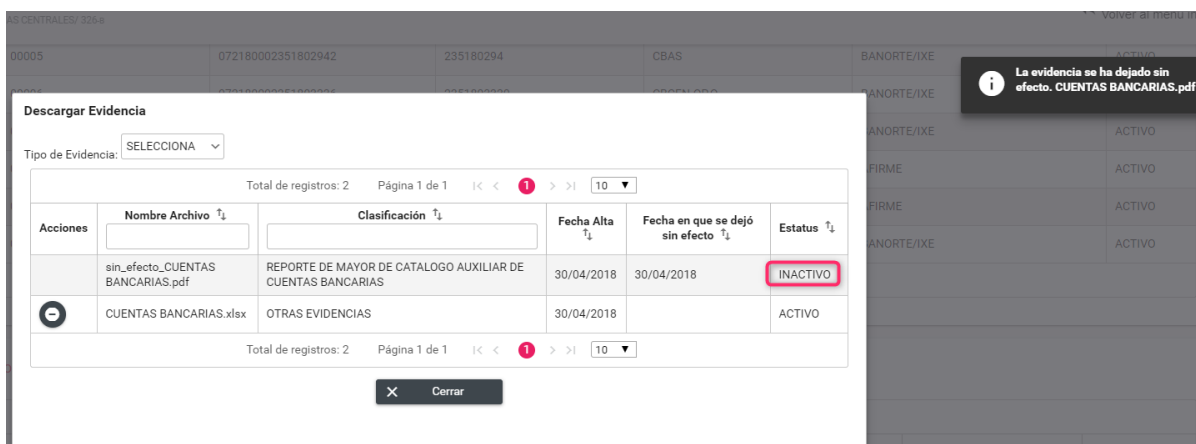 AS CENTRALES/ 326
Volver al menú in
00005 072180002351802942 235180294 CBAS BANORTE/IXE ACTIVO
La evidencia se ha dejado sin
efecto. CUENTAS BANCARIAS.pdf
BANORTE/IXE
Descargar Evidencia
BANORTE/IXE ACTIVO
Tipo de Evidencia: SELECCIONA
AFIRME ACTIVO
Total de registros: 2 Página 1 de 1 1 10
AFIRME ACTIVO
Acciones Nombre Archivo Clasificación Fecha Alta Fecha en que se dejó
sin efecto Estatus
BANORTE/IXE ACTIVO
sin_efecto_CUENTAS
BANCARIAS.pdf REPORTE DE MAYOR DE CATALOGO AUXILIAR DE
CUENTAS BANCARIAS 30/04/2018 30/04/2018 INACTIVO
CUENTAS BANCARIAS.xlsx OTRAS EVIDENCIAS 30/04/2018 ACTIVO
Total de registros: 2 Página 1 de 1 1 10
Cerrar